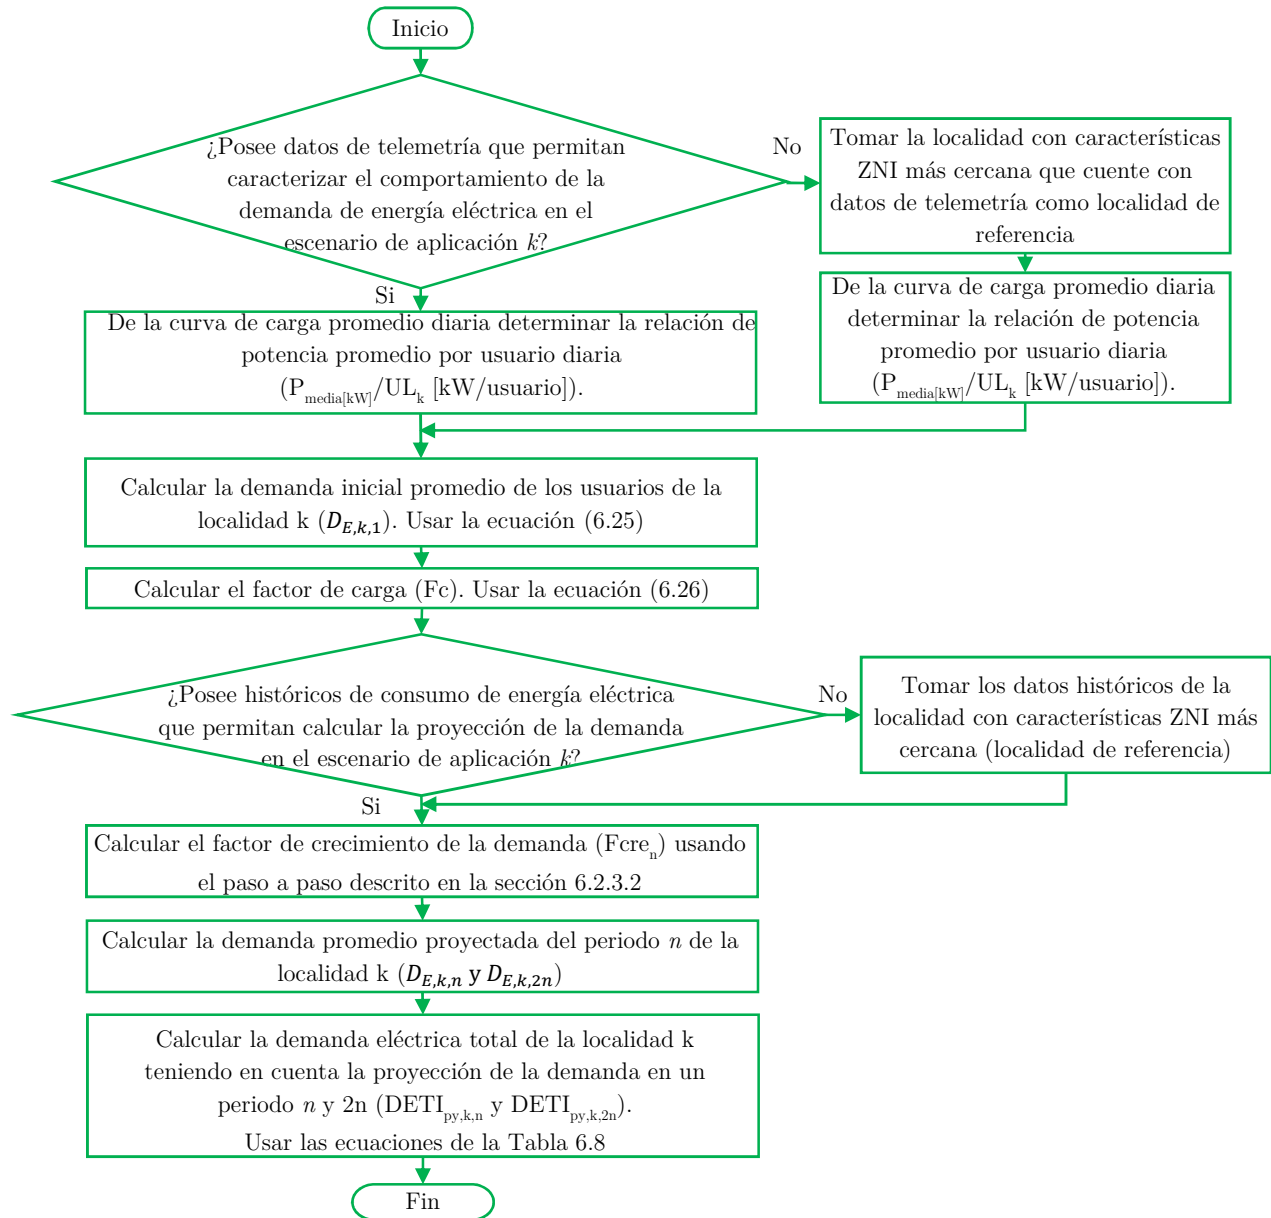 Inicio
¿Posee datos de telemetría que permitan
caracterizar el comportamiento de la
demanda de energía eléctrica en el
escenario de aplicación k?
No
Tomar la localidad con características
ZNI más cercana que cuente con
datos de telemetría como localidad de
referencia
Si
De la curva de carga promedio diaria determinar la relación de
potencia promedio por usuario diaria
(P_media[kW]/UL_k [kW/usuario]).
De la curva de carga promedio diaria
determinar la relación de potencia
promedio por usuario diaria
(P_media[kW]/UL_k [kW/usuario]).
Calcular la demanda inicial promedio de los usuarios de la
localidad k (D_E,k,1). Usar la ecuación (6.25)
Calcular el factor de carga (Fc). Usar la ecuación (6.26)
¿Posee históricos de consumo de energía eléctrica
que permitan calcular la proyección de la demanda
en el escenario de aplicación k?
No
Tomar los datos históricos de la
localidad con características ZNI más
cercana (localidad de referencia)
Si
Calcular el factor de crecimiento de la demanda (Fcre_n) usando
el paso a paso descrito en la sección 6.2.3.2
Calcular la demanda promedio proyectada del periodo n de la
localidad k (D_E,k,n y D_E,k,2n)
Calcular la demanda eléctrica total de la localidad k
teniendo en cuenta la proyección de la demanda en un
periodo n y 2n (DETI_py,k,n y DETI_py,k,2n).
Usar las ecuaciones de la Tabla 6.8
Fin